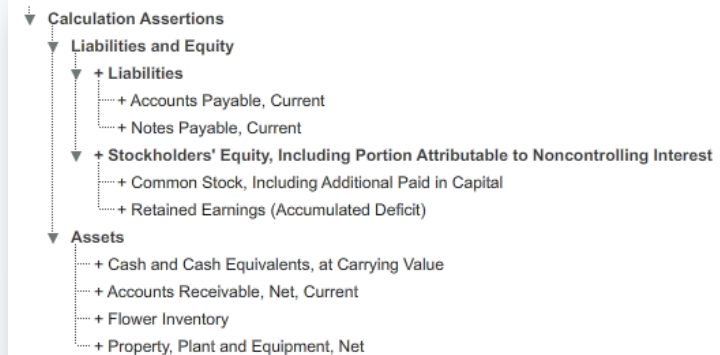 Calculation Assertions
Liabilities and Equity
+ Liabilities
+ Accounts Payable, Current
+ Notes Payable, Current
+ Stockholders' Equity, Including Portion Attributable to Noncontrolling Interest
+ Common Stock, Including Additional Paid in Capital
+ Retained Earnings (Accumulated Deficit)
Assets
+ Cash and Cash Equivalents, at Carrying Value
+ Accounts Receivable, Net, Current
+ Flower Inventory
+ Property, Plant and Equipment, Net